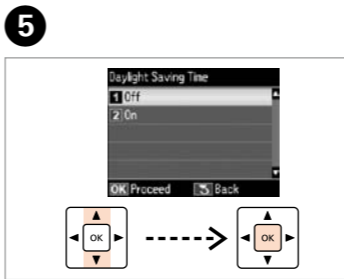 5
Daylight Saving Time
1 Off
2 On
OK Proceed Back
OK OK